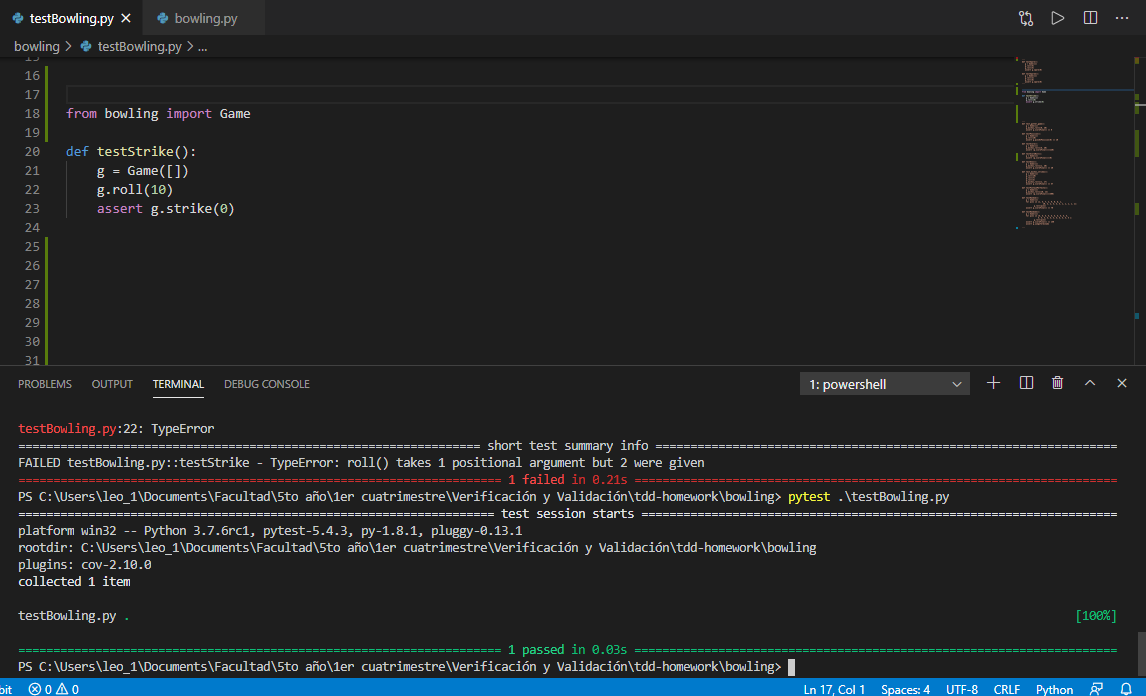 testBowling.py
bowling.py
bowling > testBowling.py > ...
15
16
17
18 from bowling import Game
19
20 def testStrike():
21 g = Game([])
22 g.roll(10)
23 assert g.strike(0)
24
25
26
27
28
29
30
31
PROBLEMS OUTPUT TERMINAL DEBUG CONSOLE 1: powershell
testBowling.py:22: TypeError
=========================================================== short test summary info ===========================================================
FAILED testBowling.py::testStrike - TypeError: roll() takes 1 positional argument but 2 were given
============================================================== 1 failed in 0.21s ==============================================================
PS C:\Users\leo_1\Documents\Facultad\5to año\1er cuatrimestre\Verificación y Validación\tdd-homework\bowling> pytest .\testBowling.py
============================================================= test session starts =============================================================
platform win32 -- Python 3.7.6rc1, pytest-5.4.3, py-1.8.1, pluggy-0.13.1
rootdir: C:\Users\leo_1\Documents\Facultad\5to año\1er cuatrimestre\Verificación y Validación\tdd-homework\bowling
plugins: cov-2.10.0
collected 1 item
testBowling.py . [100%]
============================================================== 1 passed in 0.03s ==============================================================
PS C:\Users\leo_1\Documents\Facultad\5to año\1er cuatrimestre\Verificación y Validación\tdd-homework\bowling>
bit 0 0 Ln 17, Col 1 Spaces: 4 UTF-8 CRLF Python